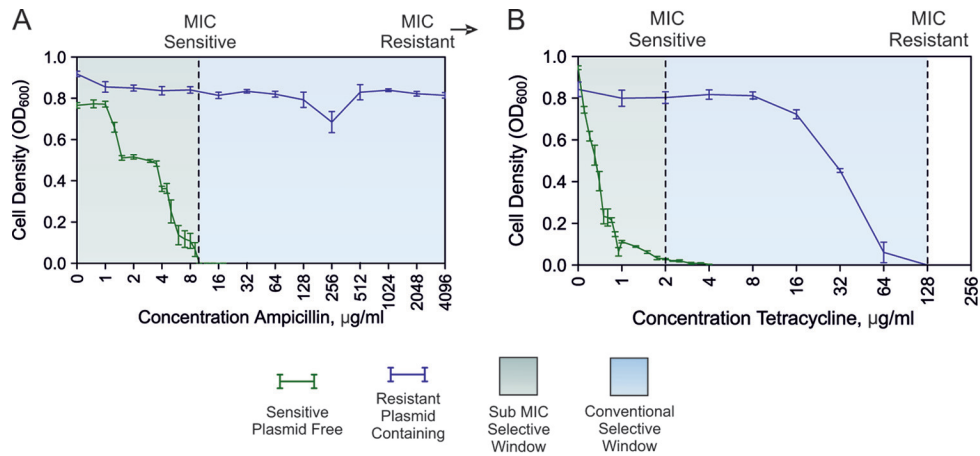 A
MIC
Sensitive
MIC
Resistant
1.0
0.8
0.6
0.4
0.2
0.0
Cell Density (OD600)
0 1 2 4 8 16 32 64 128 256 512 1024 2048 4096
Concentration Ampicillin, µg/ml
B
MIC
Sensitive
MIC
Resistant
1.0
0.8
0.6
0.4
0.2
0.0
Cell Density (OD600)
0 1 2 4 8 16 32 64 128 256
Concentration Tetracycline, µg/ml
Sensitive
Plasmid Free
Resistant
Plasmid
Containing
Sub MIC
Selective
Window
Conventional
Selective
Window